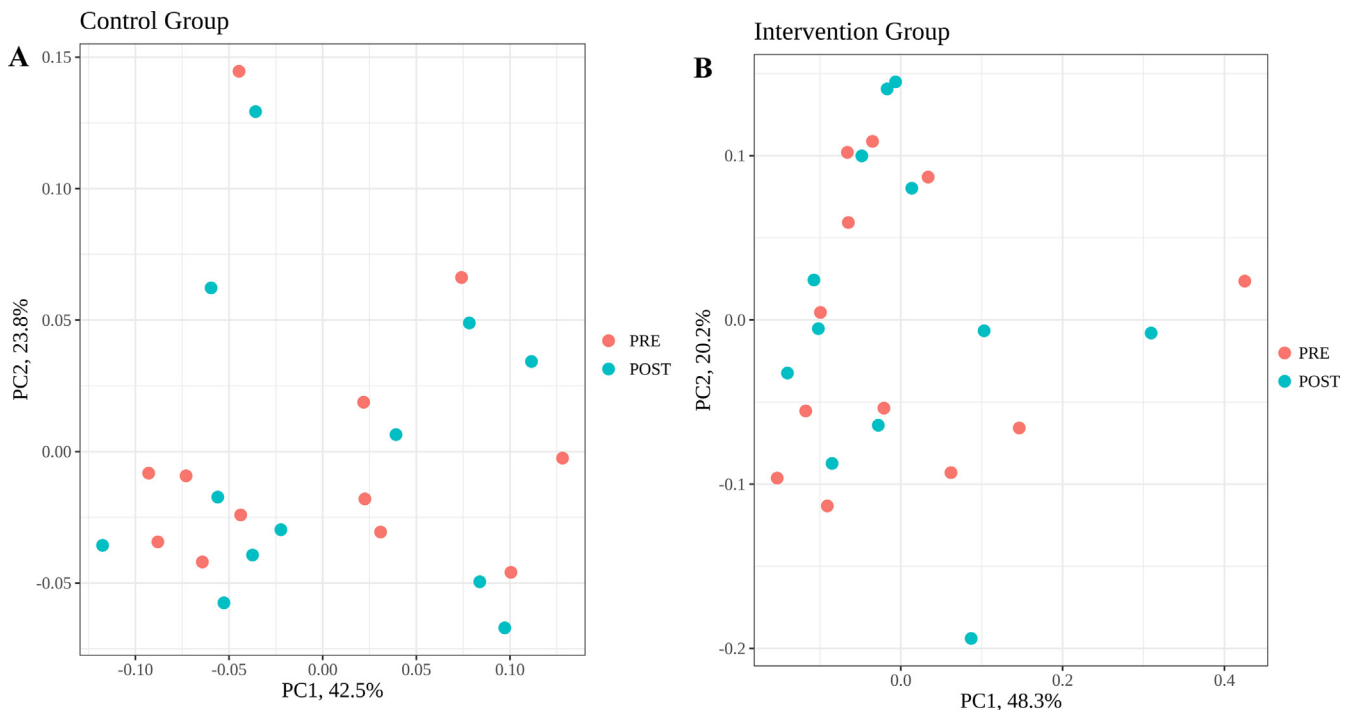 Control Group
A
0.15
0.10
0.05
0.00
-0.05
-0.10
-0.05
0.00
0.05
0.10
PC1, 42.5%
PC2, 23.8%
PRE
POST
Intervention Group
B
0.1
0.0
-0.1
-0.2
0.0
0.2
0.4
PC1, 48.3%
PC2, 20.2%
PRE
POST